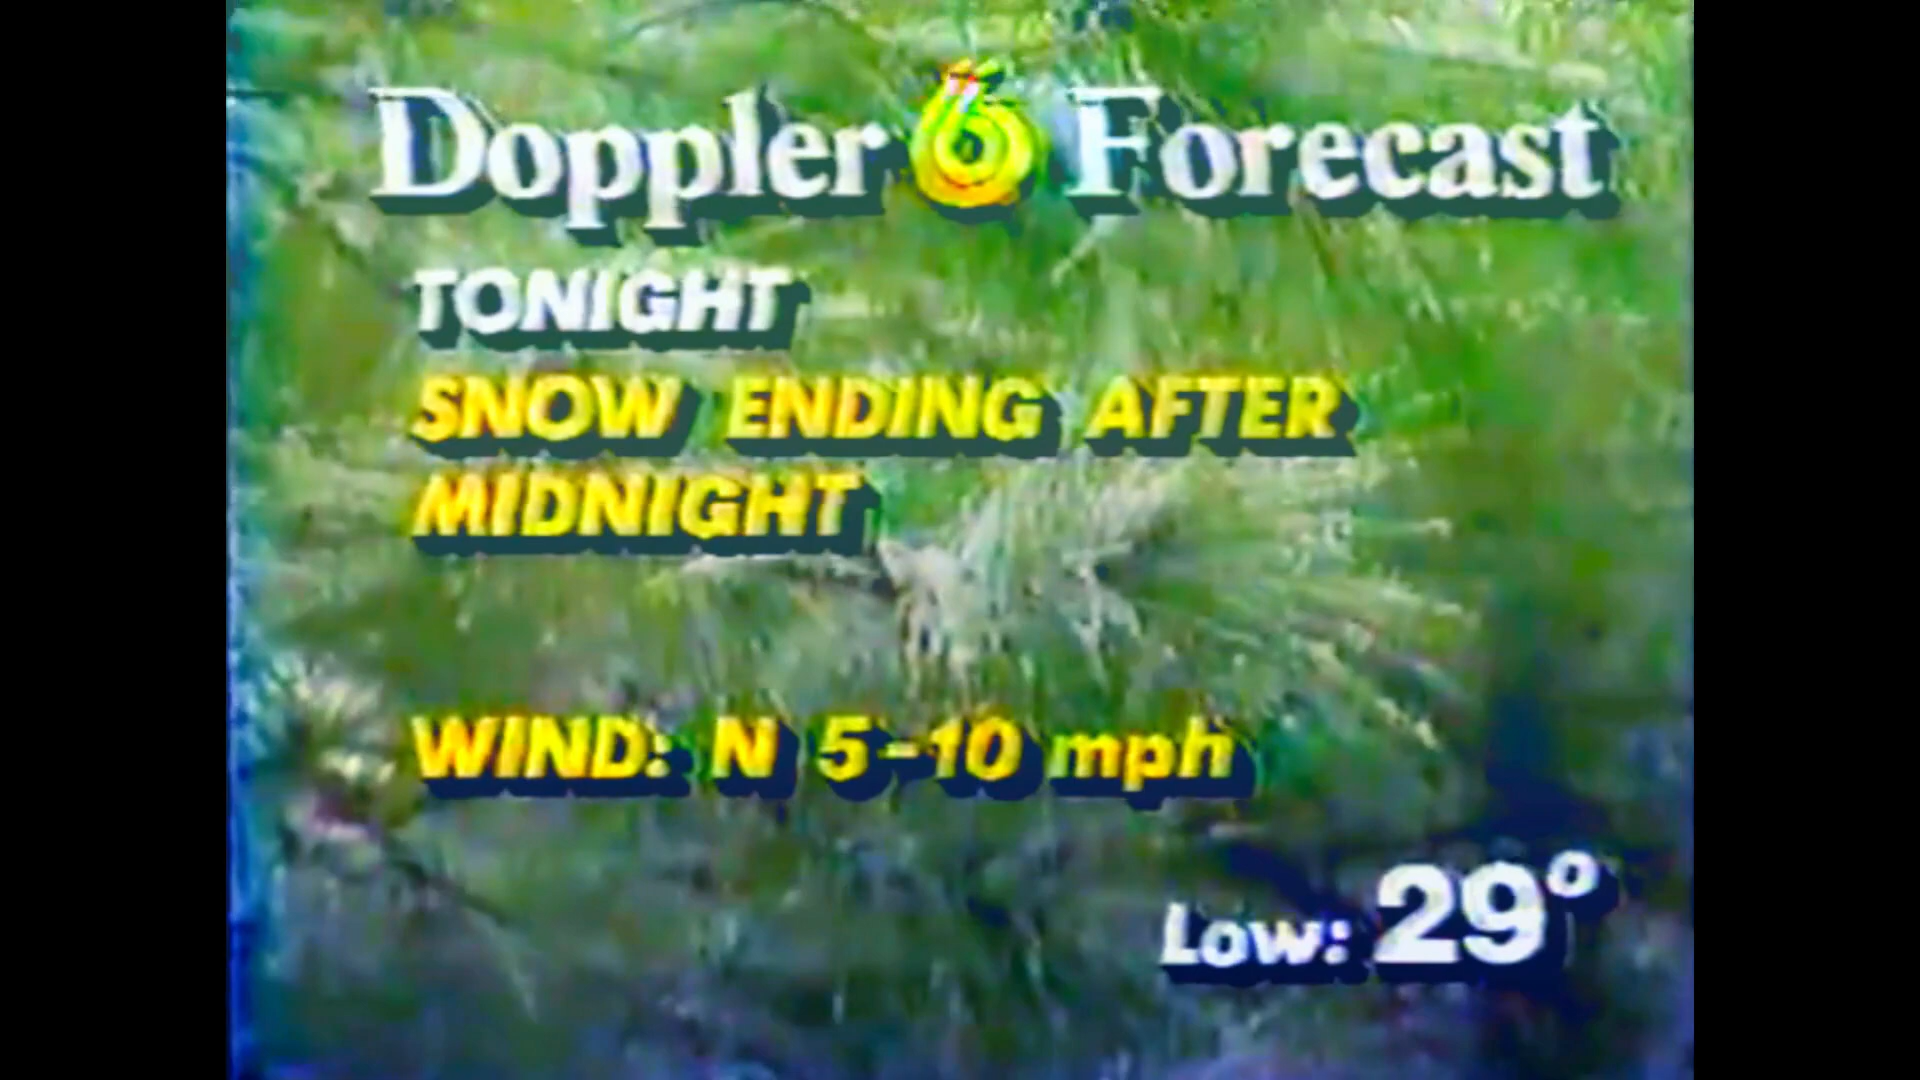 Doppler 6 Forecast
TONIGHT
SNOW ENDING AFTER
MIDNIGHT
WIND: N 5-10 mph
Low: 29°